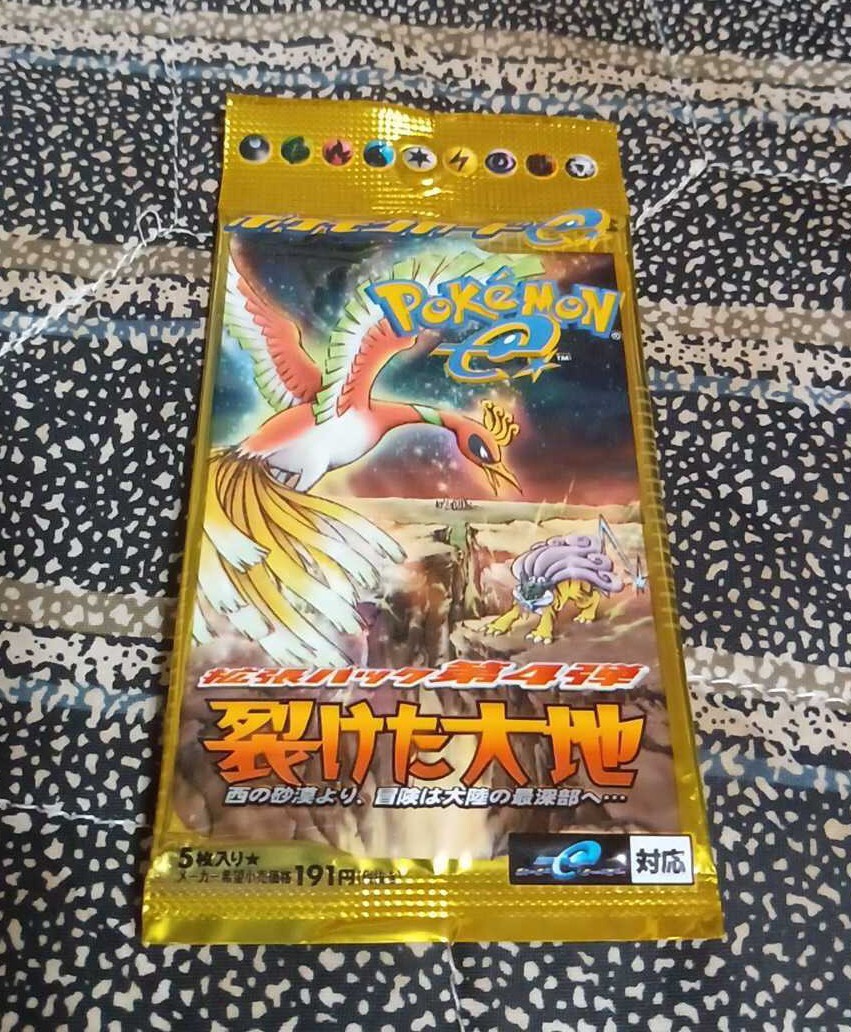 ポケモンカードe
POKéMON
e™
拡張パック 第4弾
裂けた大地
西の砂漠より、冒険は大陸の最深部へ…
5枚入り★
メーカー希望小売価格191円
対応